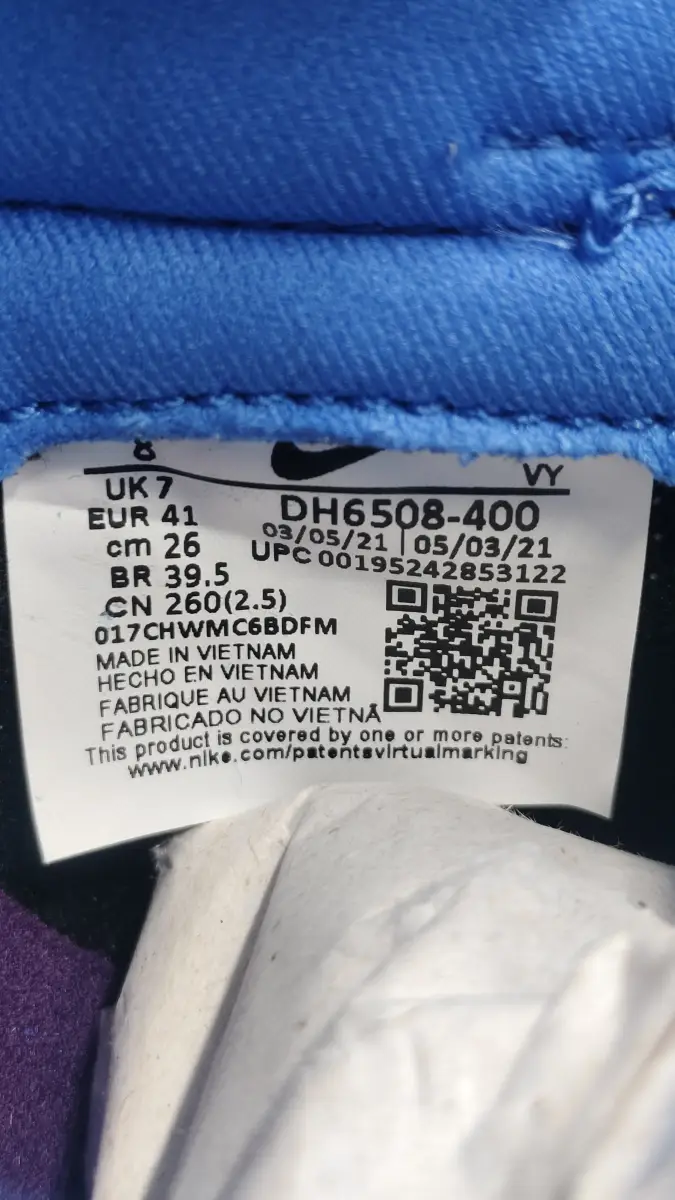 8
VY
UK 7
EUR 41
cm 26
BR 39.5
CN 260(2.5)
DH6508-400
03/05/21 | 05/03/21
UPC 00195242853122
017CHWMC6BDFM
MADE IN VIETNAM
HECHO EN VIETNAM
FABRIQUE AU VIETNAM
FABRICADO NO VIETNÃ
This product is covered by one or more patents:
www.nike.com/patentsvirtualmarking